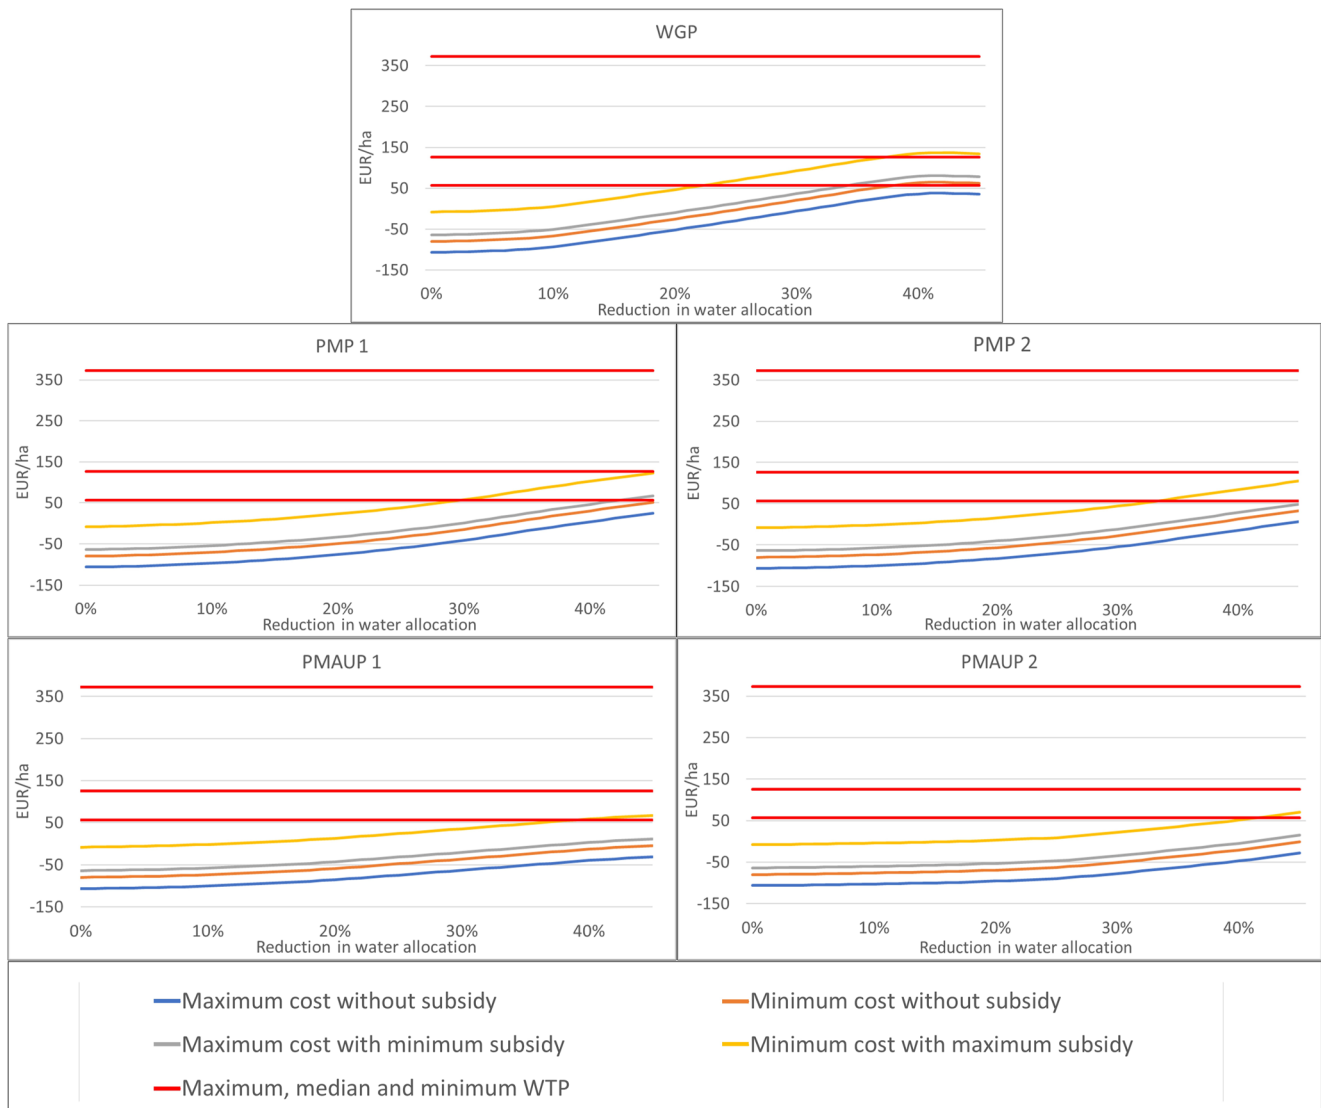 WGP
350
250
150
50
-50
-150
EUR/ha
0% 10% 20% 30% 40%
Reduction in water allocation
PMP 1
350
250
150
50
-50
-150
EUR/ha
0% 10% 20% 30% 40%
Reduction in water allocation
PMP 2
350
250
150
50
-50
-150
EUR/ha
0% 10% 20% 30% 40%
Reduction in water allocation
PMAUP 1
350
250
150
50
-50
-150
EUR/ha
0% 10% 20% 30% 40%
Reduction in water allocation
PMAUP 2
350
250
150
50
-50
-150
EUR/ha
0% 10% 20% 30% 40%
Reduction in water allocation
Maximum cost without subsidy
Minimum cost without subsidy
Maximum cost with minimum subsidy
Minimum cost with maximum subsidy
Maximum, median and minimum WTP